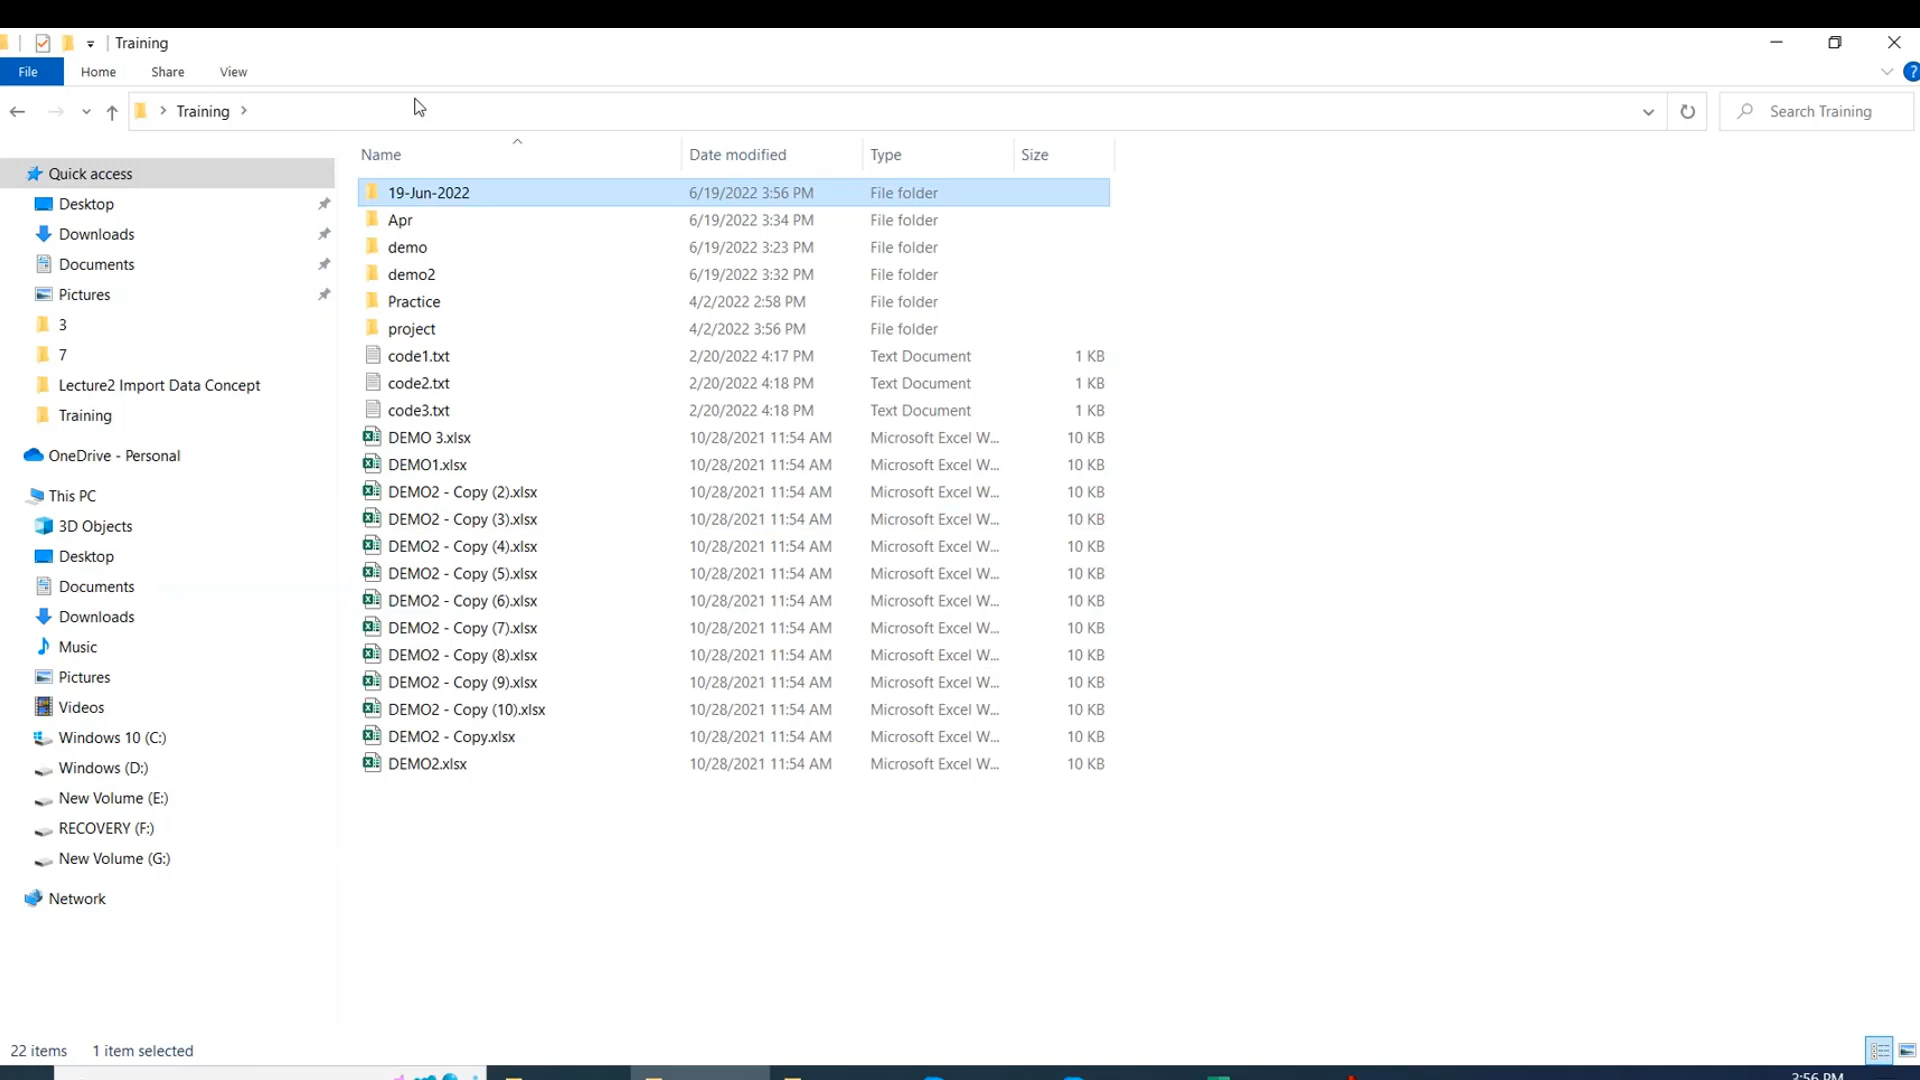 Training
File Home Share View
Training Search Training
Name Date modified Type Size
Quick access
Desktop
Downloads
Documents
Pictures
3
7
Lecture2 Import Data Concept
Training
OneDrive - Personal
This PC
3D Objects
Desktop
Documents
Downloads
Music
Pictures
Videos
Windows 10 (C:)
Windows (D:)
New Volume (E:)
RECOVERY (F:)
New Volume (G:)
Network
19-Jun-2022 6/19/2022 3:56 PM File folder
Apr 6/19/2022 3:34 PM File folder
demo 6/19/2022 3:23 PM File folder
demo2 6/19/2022 3:32 PM File folder
Practice 4/2/2022 2:58 PM File folder
project 4/2/2022 3:56 PM File folder
code1.txt 2/20/2022 4:17 PM Text Document 1 KB
code2.txt 2/20/2022 4:18 PM Text Document 1 KB
code3.txt 2/20/2022 4:18 PM Text Document 1 KB
DEMO 3.xlsx 10/28/2021 11:54 AM Microsoft Excel W... 10 KB
DEMO1.xlsx 10/28/2021 11:54 AM Microsoft Excel W... 10 KB
DEMO2 - Copy (2).xlsx 10/28/2021 11:54 AM Microsoft Excel W... 10 KB
DEMO2 - Copy (3).xlsx 10/28/2021 11:54 AM Microsoft Excel W... 10 KB
DEMO2 - Copy (4).xlsx 10/28/2021 11:54 AM Microsoft Excel W... 10 KB
DEMO2 - Copy (5).xlsx 10/28/2021 11:54 AM Microsoft Excel W... 10 KB
DEMO2 - Copy (6).xlsx 10/28/2021 11:54 AM Microsoft Excel W... 10 KB
DEMO2 - Copy (7).xlsx 10/28/2021 11:54 AM Microsoft Excel W... 10 KB
DEMO2 - Copy (8).xlsx 10/28/2021 11:54 AM Microsoft Excel W... 10 KB
DEMO2 - Copy (9).xlsx 10/28/2021 11:54 AM Microsoft Excel W... 10 KB
DEMO2 - Copy (10).xlsx 10/28/2021 11:54 AM Microsoft Excel W... 10 KB
DEMO2 - Copy.xlsx 10/28/2021 11:54 AM Microsoft Excel W... 10 KB
DEMO2.xlsx 10/28/2021 11:54 AM Microsoft Excel W... 10 KB
22 items 1 item selected
3:56 PM